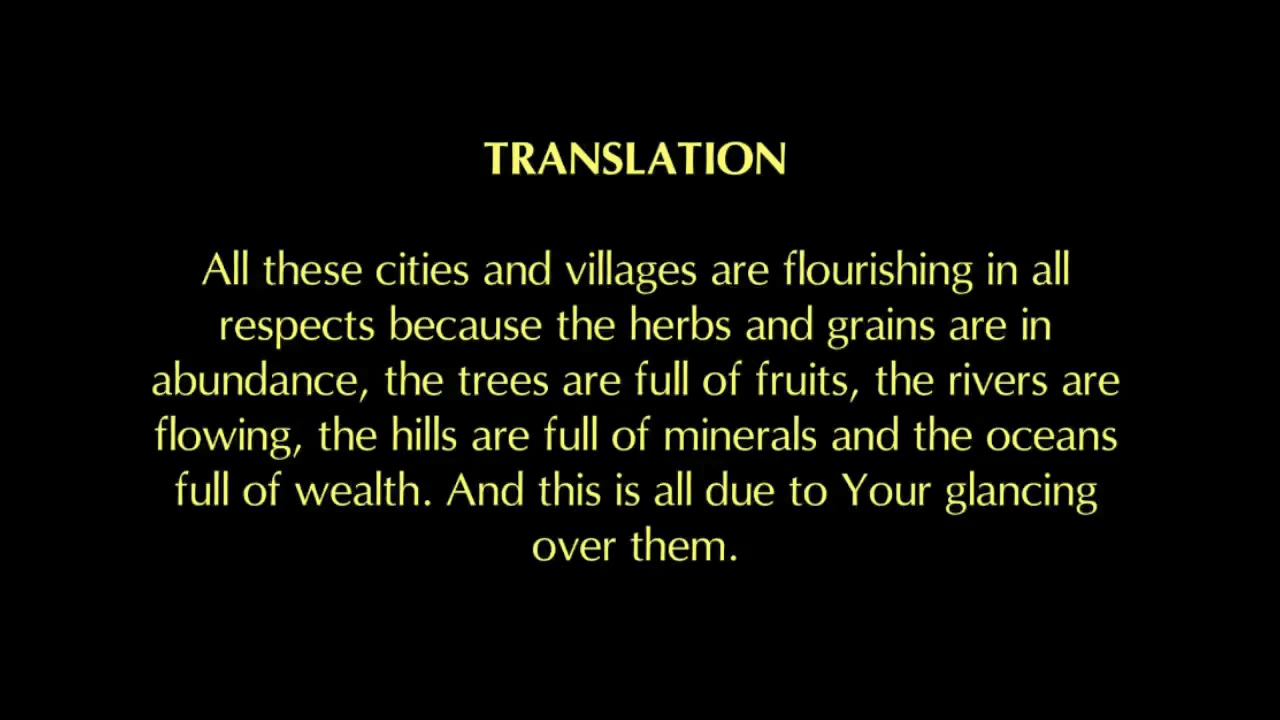 TRANSLATION
All these cities and villages are flourishing in all
respects because the herbs and grains are in
abundance, the trees are full of fruits, the rivers are
flowing, the hills are full of minerals and the oceans
full of wealth. And this is all due to Your glancing
over them.